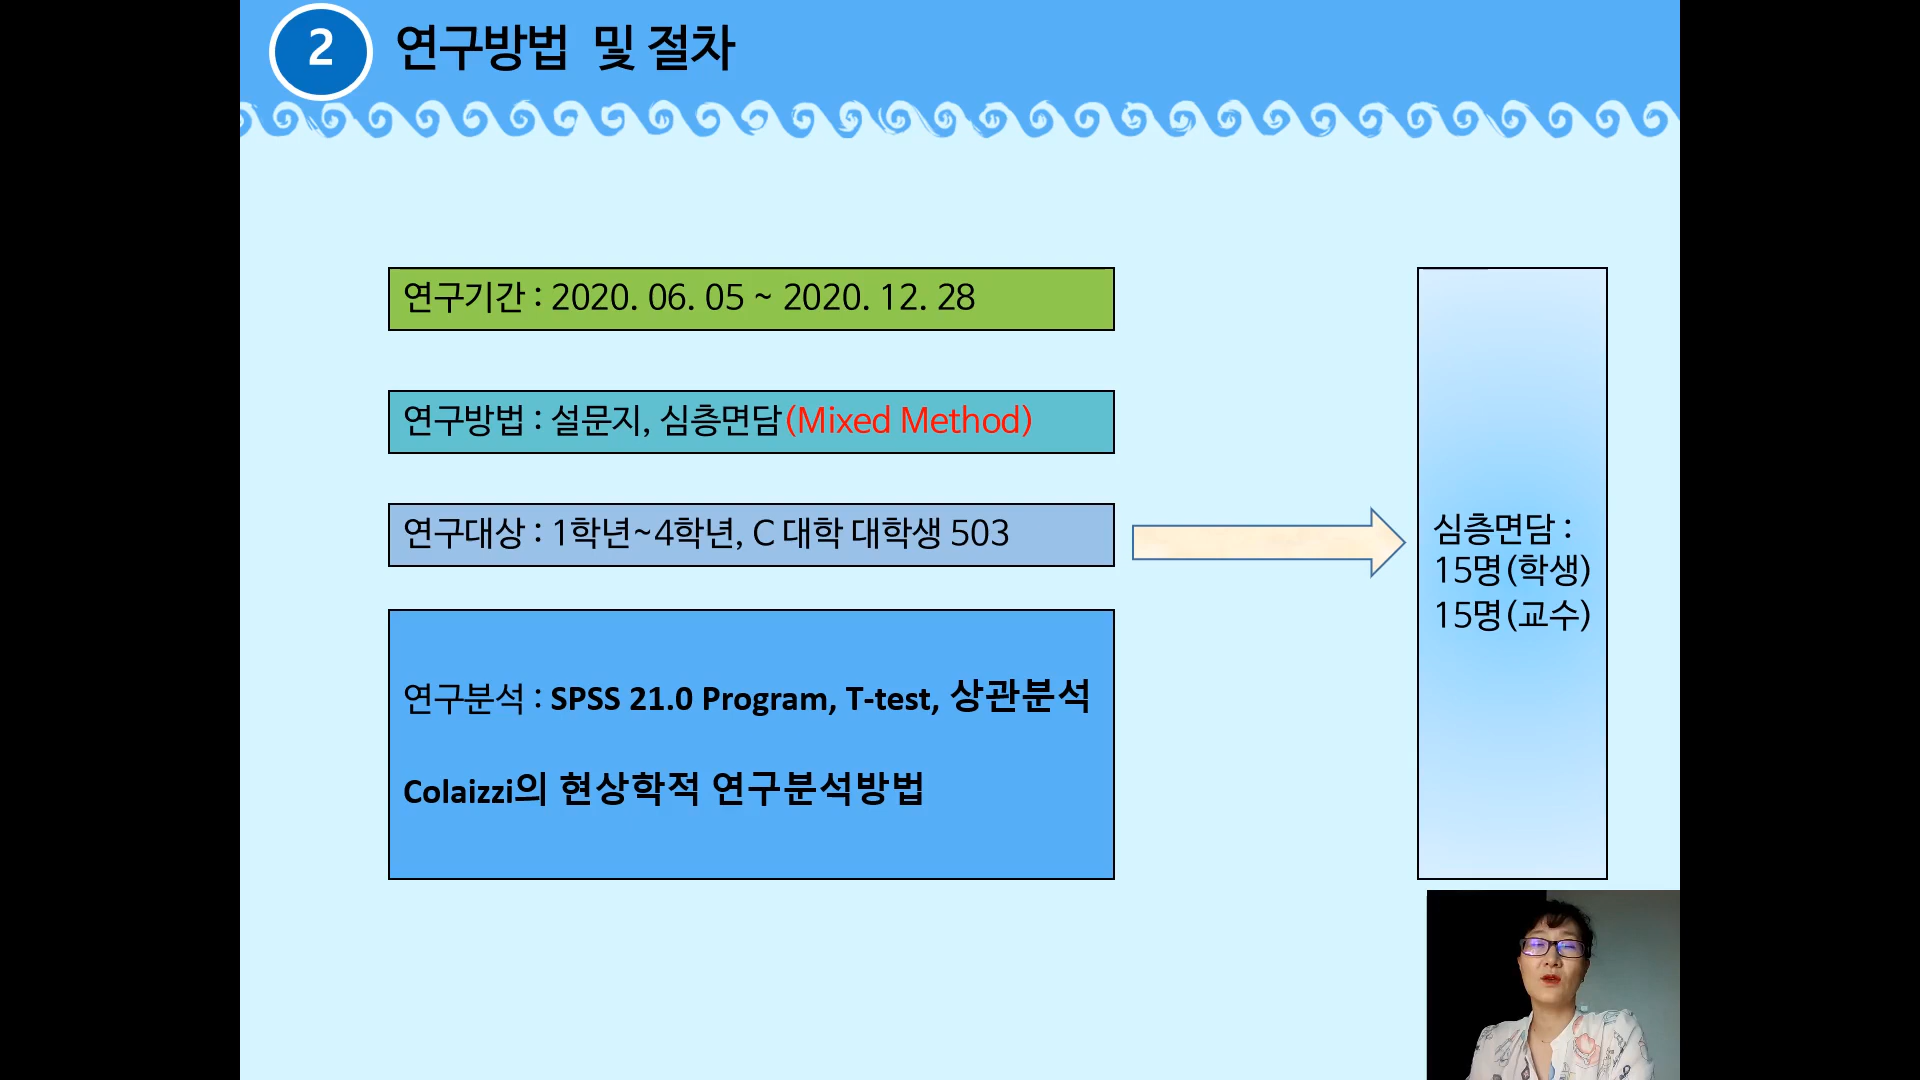 2 연구방법 및 절차
연구기간 : 2020. 06. 05 ~ 2020. 12. 28
연구방법 : 설문지, 심층면담(Mixed Method)
연구대상 : 1학년~4학년, C 대학 대학생 503
연구분석 : SPSS 21.0 Program, T-test, 상관분석
Colaizzi의 현상학적 연구분석방법
심층면담 :
15명(학생)
15명(교수)